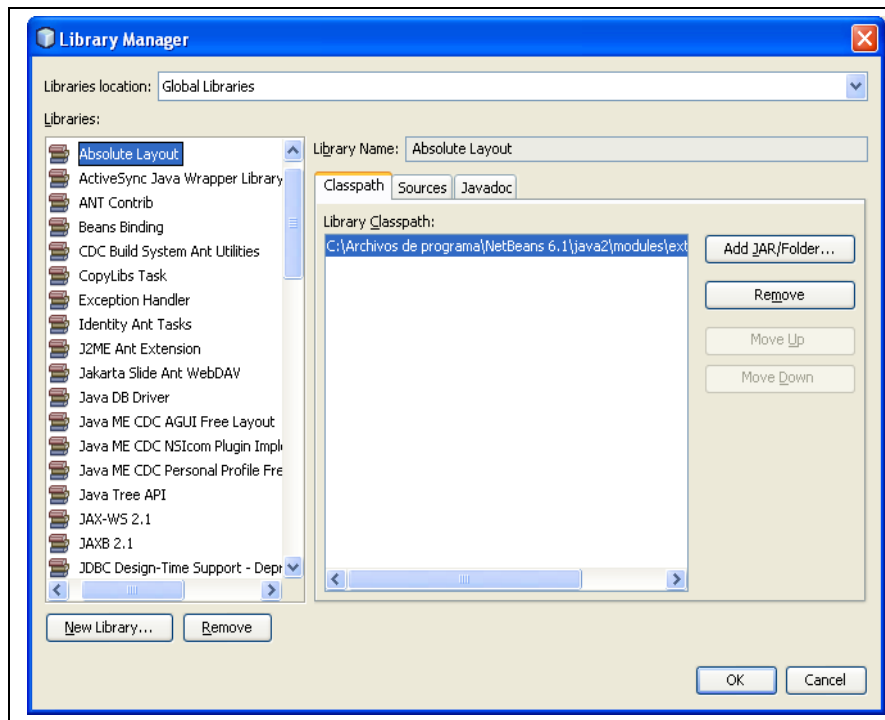 Library Manager
Libraries location: Global Libraries
Libraries:
Absolute Layout
ActiveSync Java Wrapper Library
ANT Contrib
Beans Binding
CDC Build System Ant Utilities
CopyLibs Task
Exception Handler
Identity Ant Tasks
J2ME Ant Extension
Jakarta Slide Ant WebDAV
Java DB Driver
Java ME CDC AGUI Free Layout
Java ME CDC NSIcom Plugin Imple
Java ME CDC Personal Profile Fre
Java Tree API
JAX-WS 2.1
JAXB 2.1
JDBC Design-Time Support - Depr
New Library... Remove
Library Name: Absolute Layout
Classpath Sources Javadoc
Library Classpath:
C:\Archivos de programa\NetBeans 6.1\java2\modules\ext
Add JAR/Folder...
Remove
Move Up
Move Down
OK Cancel